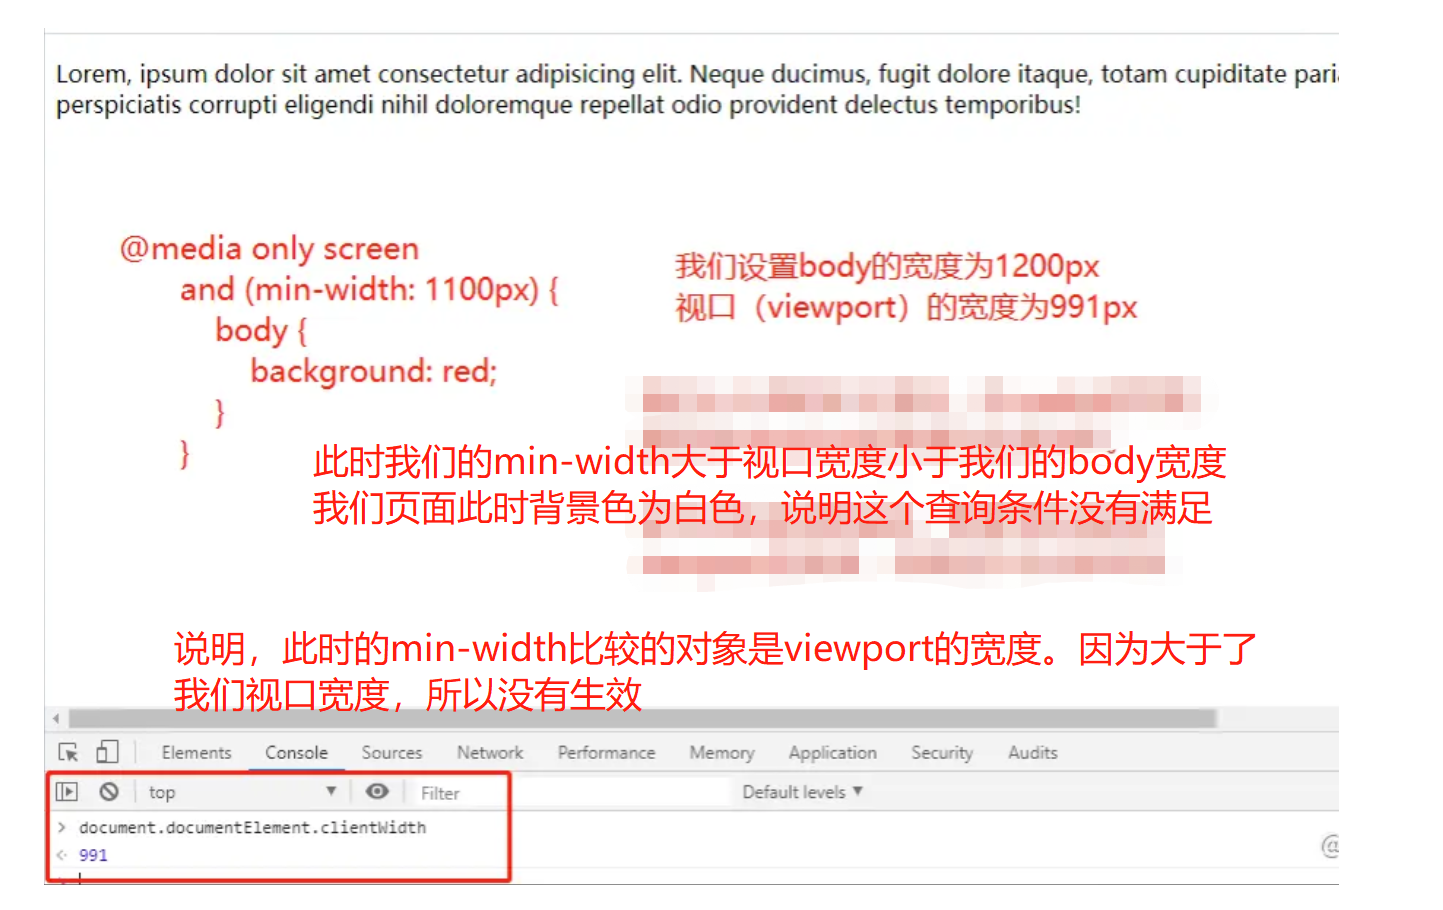 Lorem, ipsum dolor sit amet consectetur adipisicing elit. Neque ducimus, fugit dolore itaque, totam cupiditate pari
perspiciatis corrupti eligendi nihil doloremque repellat odio provident delectus temporibus!
@media only screen
and (min-width: 1100px) {
body {
background: red;
}
}
我们设置body的宽度为1200px
视口（viewport）的宽度为991px
此时我们的min-width大于视口宽度小于我们的body宽度
我们页面此时背景色为白色，说明这个查询条件没有满足
说明，此时的min-width比较的对象是viewport的宽度。因为大于了
我们视口宽度，所以没有生效
Elements Console Sources Network Performance Memory Application Security Audits
top Filter Default levels ▼
> document.documentElement.clientWidth
991
@